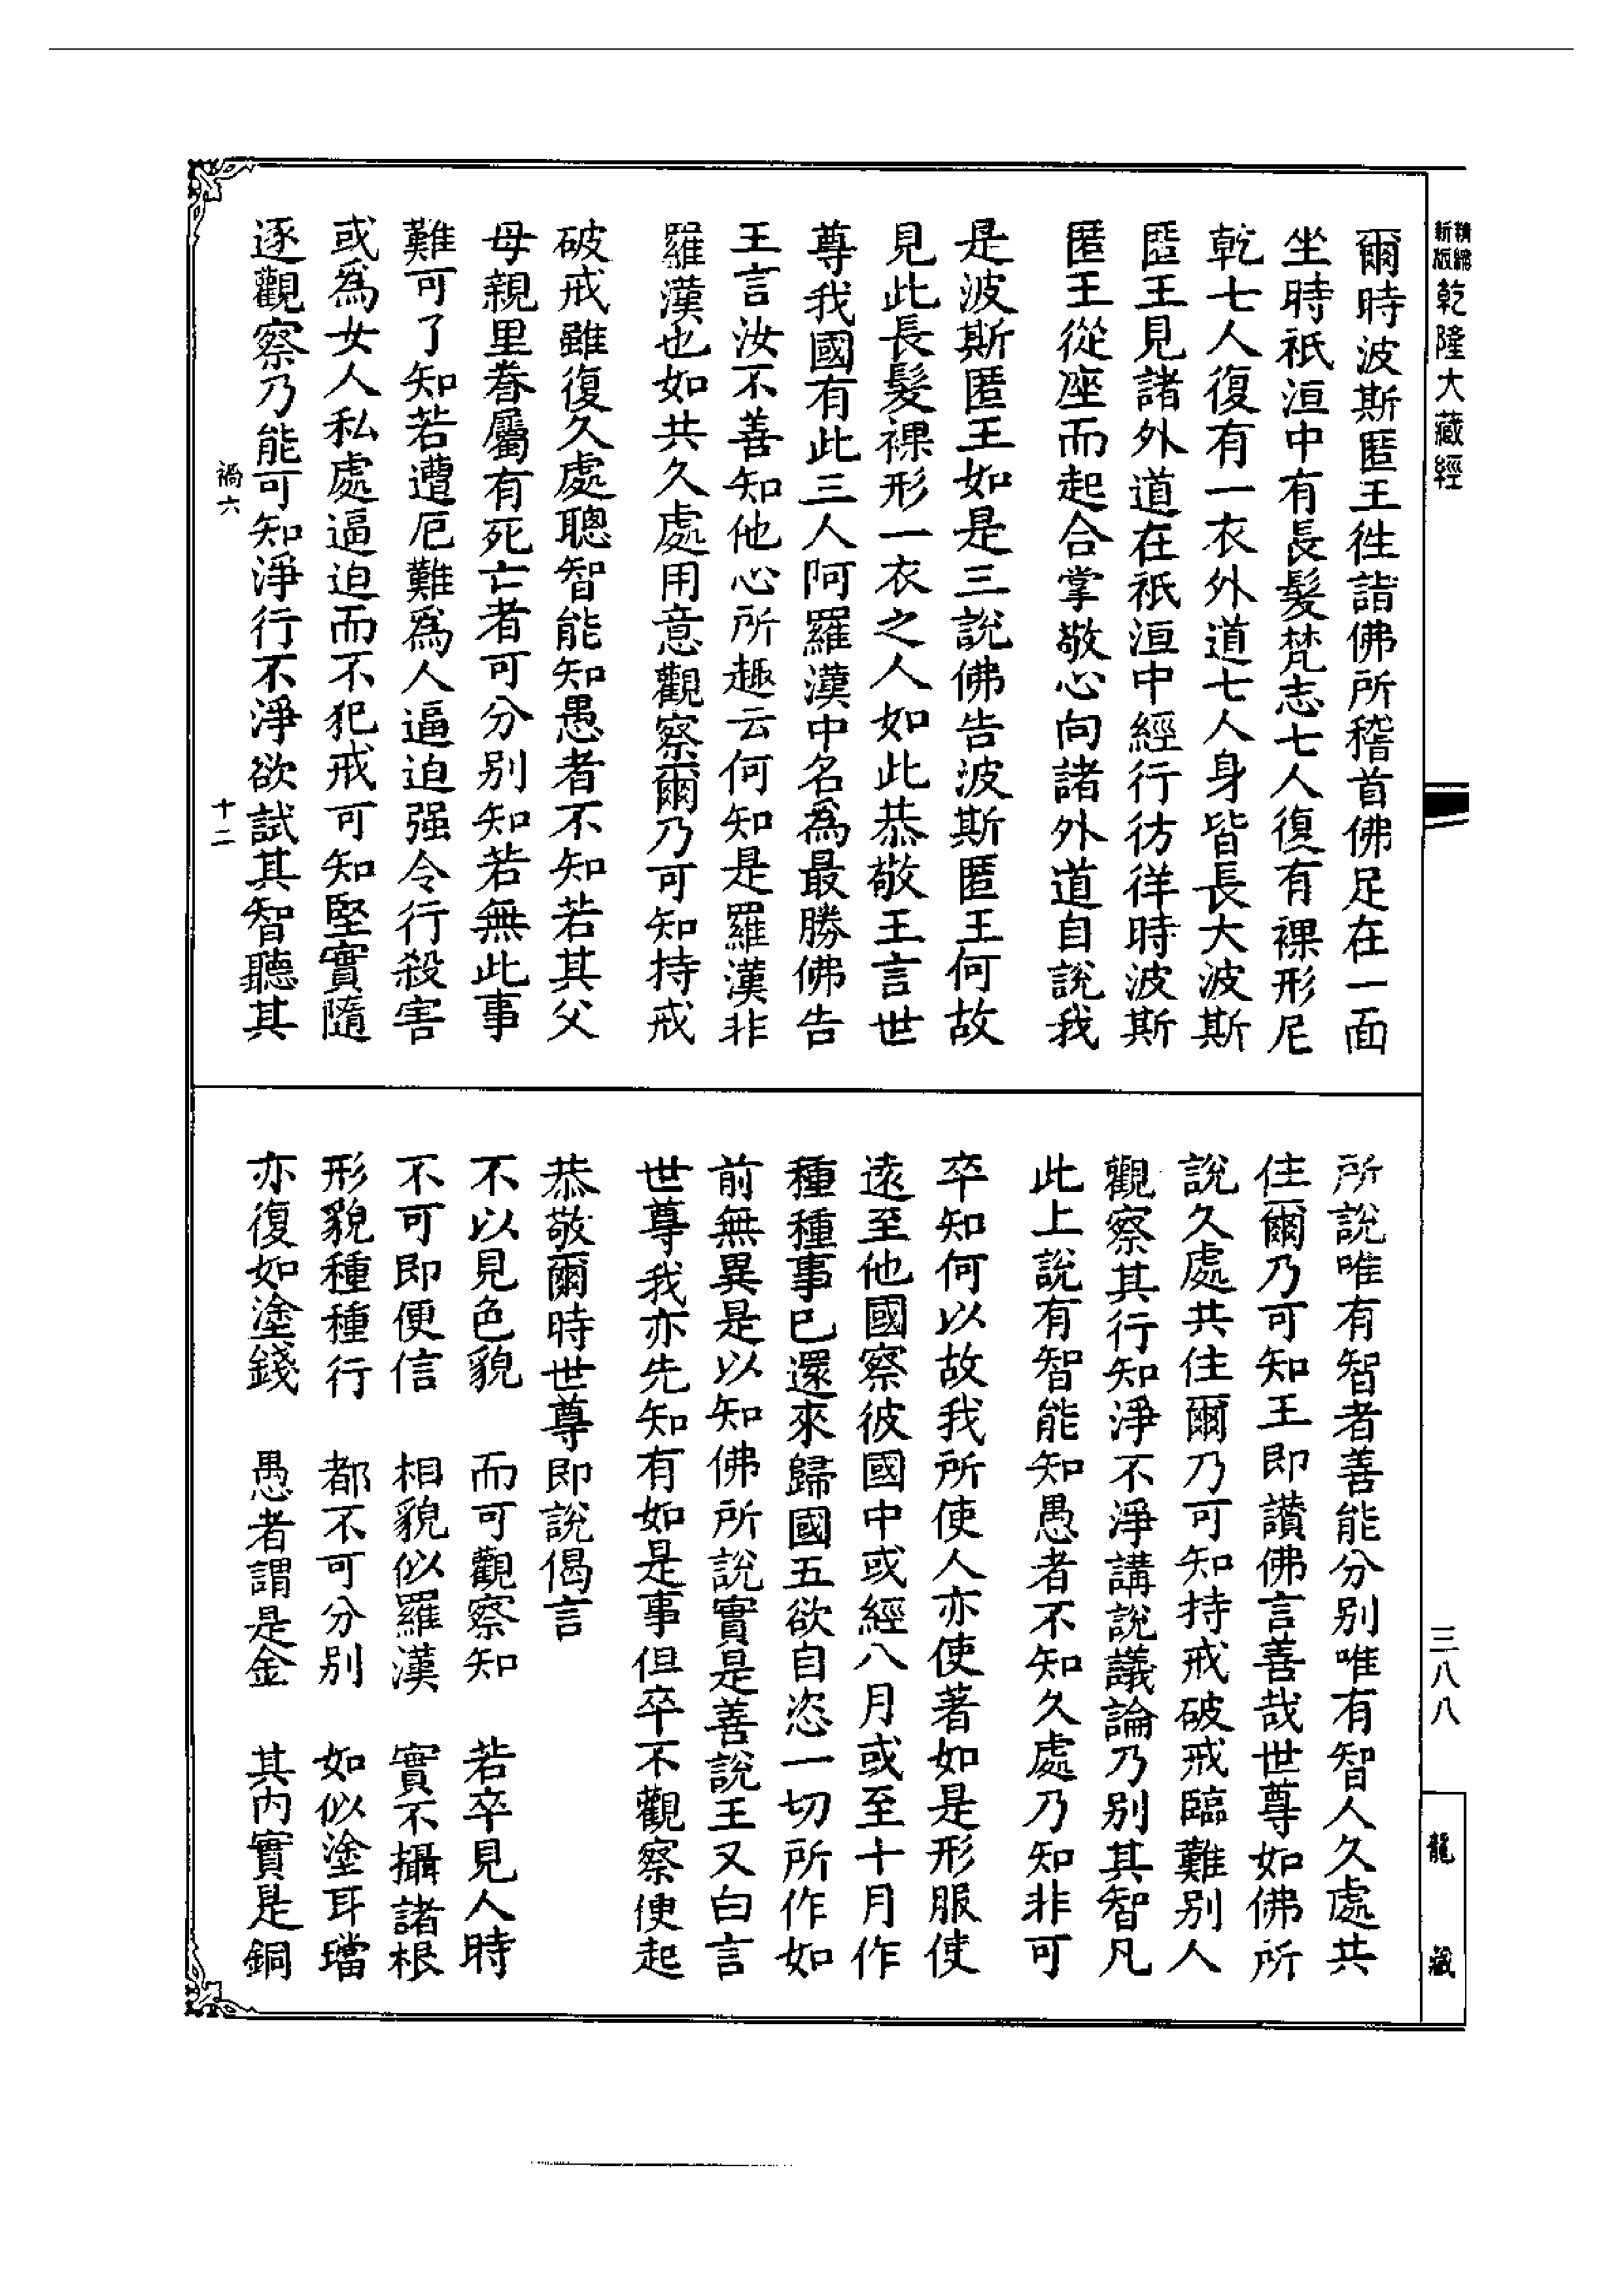 精縮
新版
乾隆大藏經
三八八
龍藏
爾時波斯匿王徃詣佛所稽首佛足在一面
坐時祇洹中有長髮梵志七人復有裸形尼
乾七人復有一衣外道七人身皆長大波斯
匿王見諸外道在祇洹中經行彷徉時波斯
匿王從座而起合掌敬心向諸外道自說我
是波斯匿王如是三說佛告波斯匿王何故
見此長髮裸形一衣之人如此恭敬王言世
尊我國有此三人阿羅漢中名為最勝佛告
王言汝不善知他心所趣云何知是羅漢非
羅漢也如共久處用意觀察爾乃可知持戒
破戒雖復久處聰智能知愚者不知若其父
母親里眷屬有死亡者可分別知若無此事
難可了知若遭厄難為人逼迫强令行殺害
或為女人私處逼迫而不犯戒可知堅實隨
逐觀察乃能可知淨行不淨欲試其智聽其
禍六
十二
所說唯有智者善能分別唯有智人久處共
住爾乃可知王即讚佛言善哉世尊如佛所
說久處共住爾乃可知持戒破戒臨難別人
觀察其行知淨不淨講說議論乃別其智凡
此上說有智能知愚者不知久處乃知非可
卒知何以故我所使人亦使著如是形服使
遠至他國察彼國中或經八月或至十月作
種種事已還來歸國五欲自恣一切所作如
前無異是以知佛所說實是善說王又白言
世尊我亦先知有如是事但卒不觀察便起
恭敬爾時世尊即說偈言
不以見色貌　而可觀察知　若卒見人時
不可即便信　相貌似羅漢　實不攝諸根
形貌種種行　都不可分別　如似塗耳璫
亦復如塗錢　愚者謂是金　其內實是銅